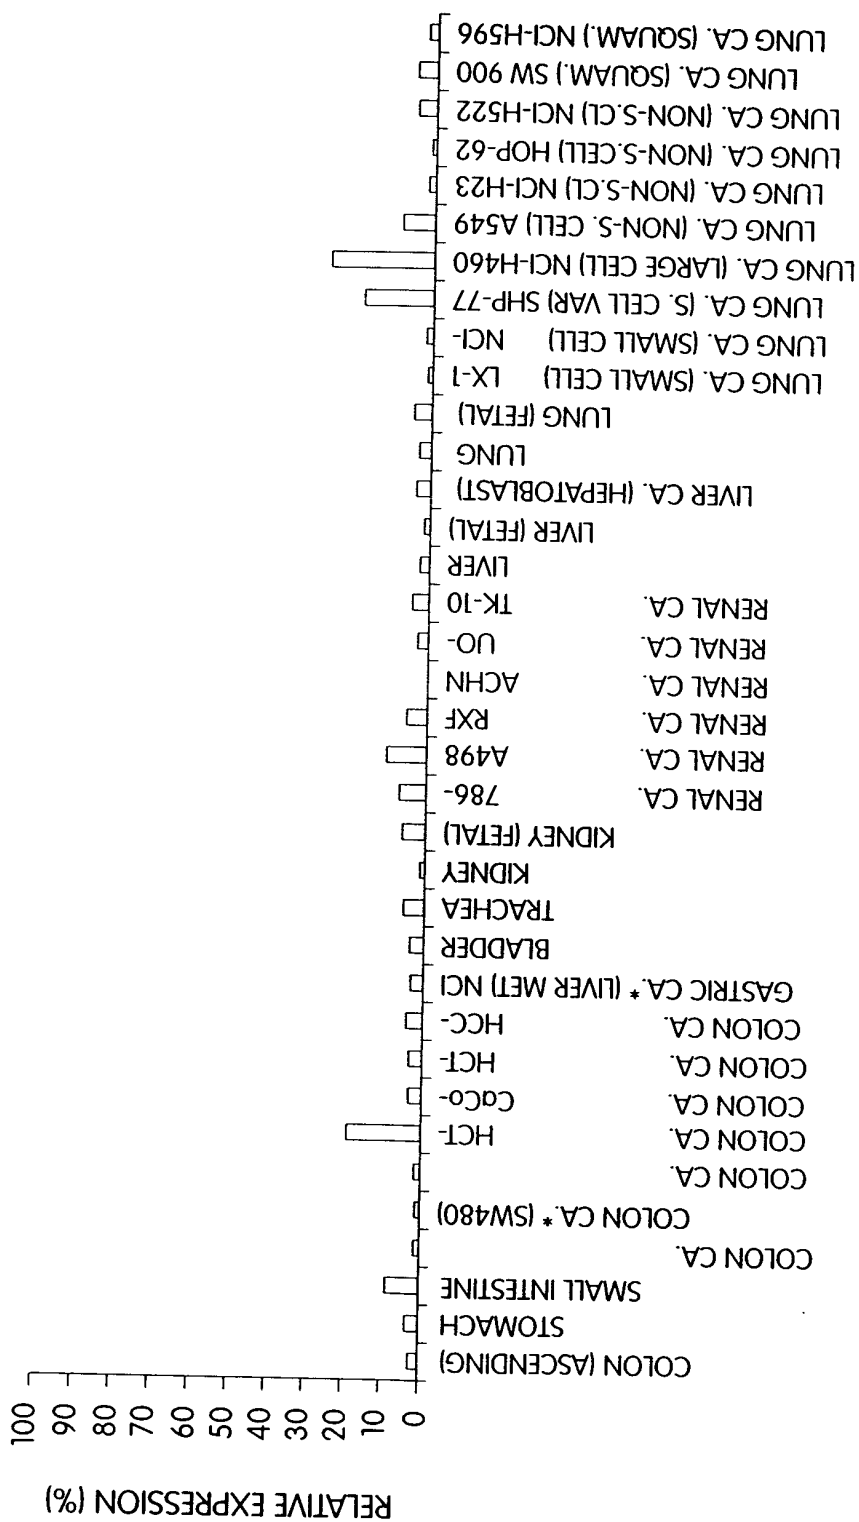 RELATIVE EXPRESSION (%)
0
10
20
30
40
50
60
70
80
90
100
COLON (ASCENDING)
STOMACH
SMALL INTESTINE
COLON CA.
COLON CA. * (SW480)
COLON CA.
COLON CA. HCT-
COLON CA. CaCo-
COLON CA. HCT-
COLON CA. HCC-
GASTRIC CA. * (LIVER MET) NCI
BLADDER
TRACHEA
KIDNEY
KIDNEY (FETAL)
RENAL CA. 786-
RENAL CA. A498
RENAL CA. RXF
RENAL CA. ACHN
RENAL CA. UO-
RENAL CA. TK-10
LIVER
LIVER (FETAL)
LIVER CA. (HEPATOBLAST)
LUNG
LUNG (FETAL)
LUNG CA. (SMALL CELL) LX-1
LUNG CA. (SMALL CELL) NCI-
LUNG CA. (S. CELL VAR) SHP-77
LUNG CA. (LARGE CELL) NCI-H460
LUNG CA. (NON-S. CELL) A549
LUNG CA. (NON-S.CL) NCI-H23
LUNG CA. (NON-S.CELL) HOP-62
LUNG CA. (NON-S.CL) NCI-H522
LUNG CA. (SQUAM.) SW 900
LUNG CA. (SQUAM.) NCI-H596